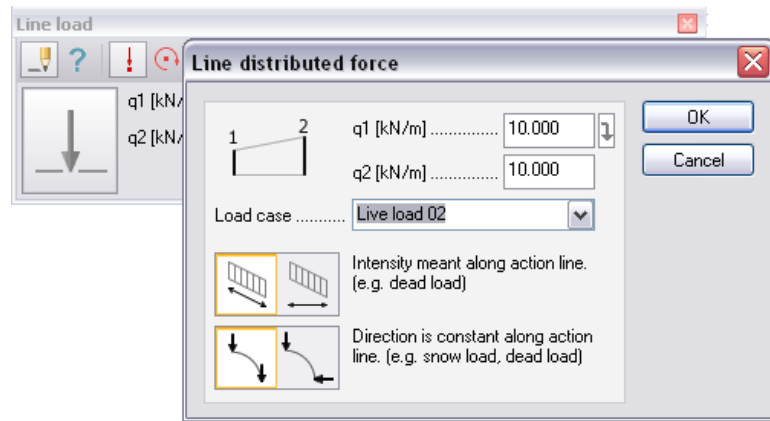 Line load
?
q1 [kN/
q2 [kN/
Line distributed force
1
2
q1 [kN/m] .............. 10.000
q2 [kN/m] .............. 10.000
Load case .......... Live load 02
Intensity meant along action line.
(e.g. dead load)
Direction is constant along action
line. (e.g. snow load, dead load)
OK
Cancel